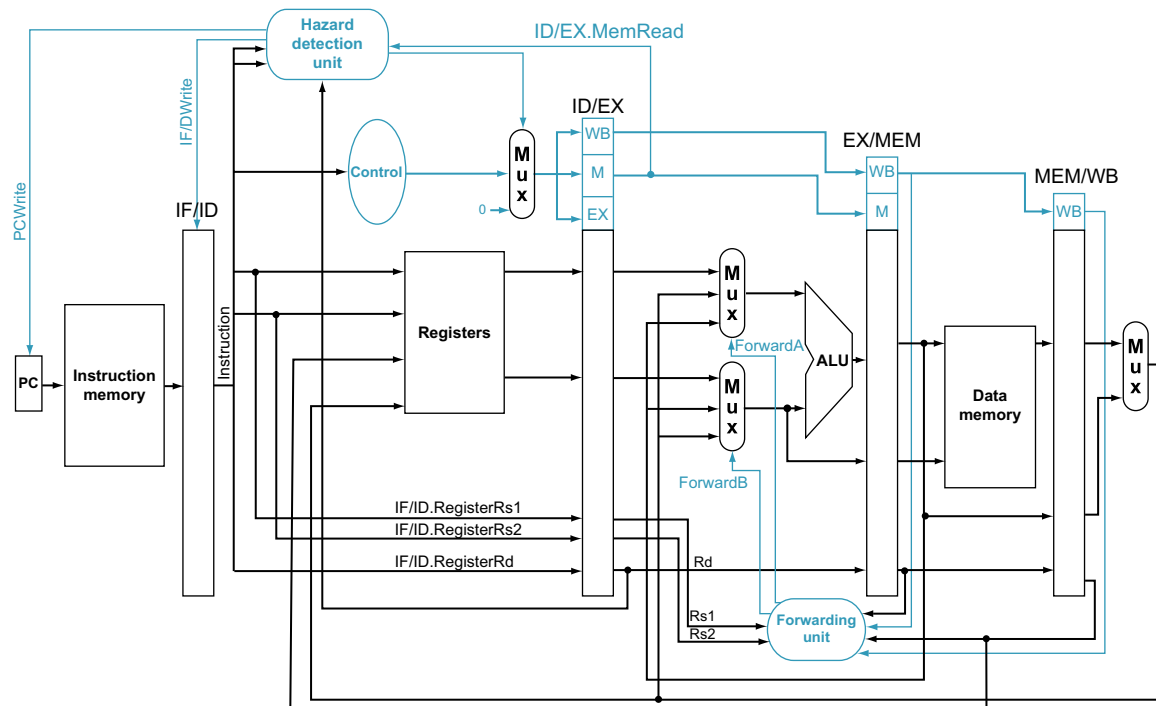 Hazard
detection
unit
ID/EX.MemRead
PCWrite
IF/DWrite
Control
0
M
u
x
ID/EX
WB
M
EX
EX/MEM
WB
M
MEM/WB
WB
IF/ID
PC
Instruction
memory
Instruction
Registers
M
u
x
ForwardA
M
u
x
ForwardB
ALU
Data
memory
M
u
x
IF/ID.RegisterRs1
IF/ID.RegisterRs2
IF/ID.RegisterRd
Rd
Rs1
Rs2
Forwarding
unit